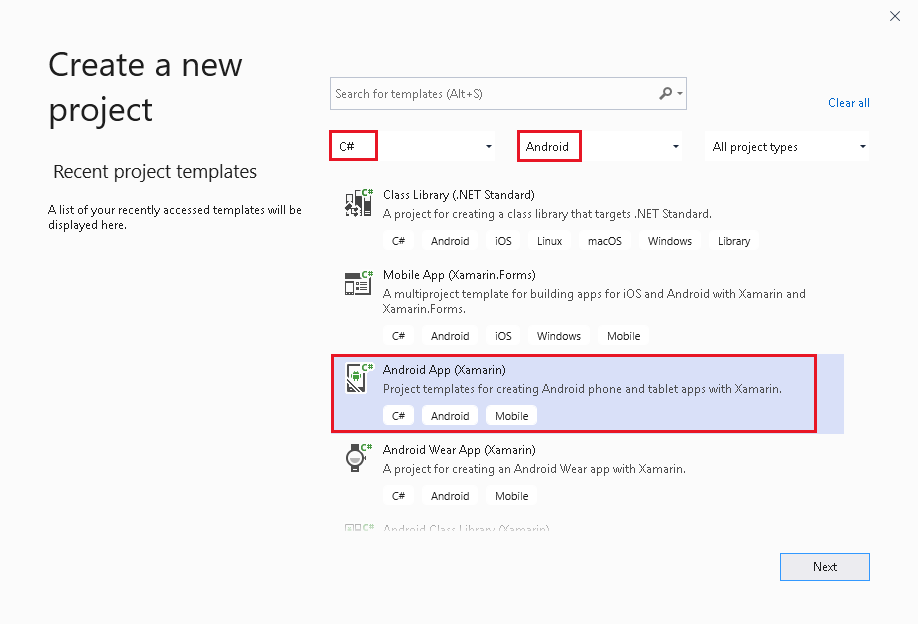 Create a new
project
Recent project templates
A list of your recently accessed templates will be
displayed here.
Search for templates (Alt+S)
Clear all
C#
Android
All project types
C#
Class Library (.NET Standard)
A project for creating a class library that targets .NET Standard.
C# Android iOS Linux macOS Windows Library
C#
Mobile App (Xamarin.Forms)
A multiproject template for building apps for iOS and Android with Xamarin and
Xamarin.Forms.
C# Android iOS Windows Mobile
C#
Android App (Xamarin)
Project templates for creating Android phone and tablet apps with Xamarin.
C# Android Mobile
C#
Android Wear App (Xamarin)
A project for creating an Android Wear app with Xamarin.
C# Android Mobile
C#
Android Class Library (Xamarin)
Next